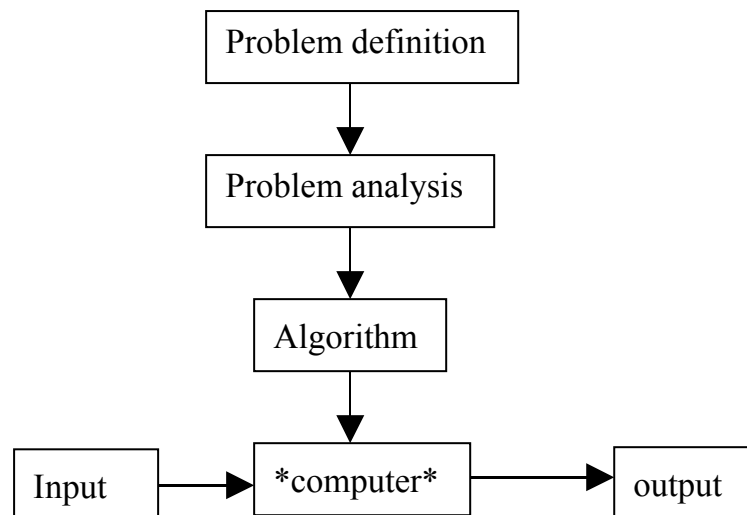 Problem definition
Problem analysis
Algorithm
Input
*computer*
output